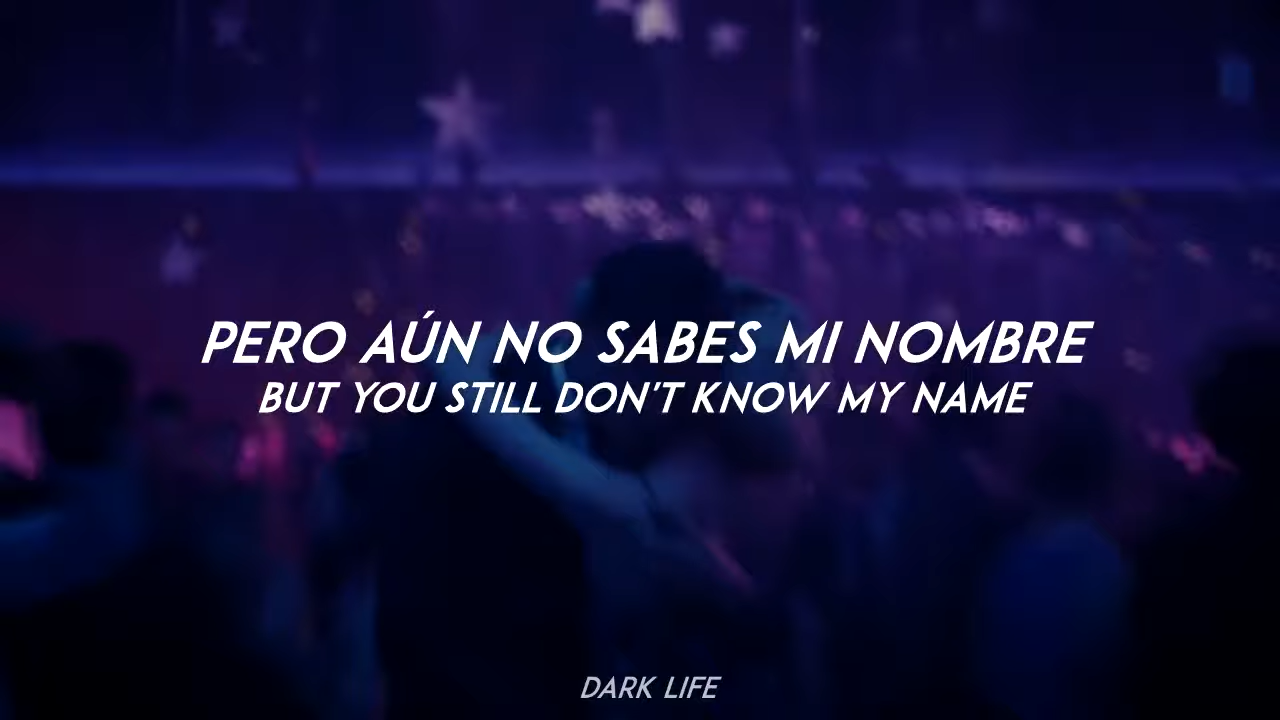 PERO AÚN NO SABES MI NOMBRE
BUT YOU STILL DON'T KNOW MY NAME
DARK LIFE